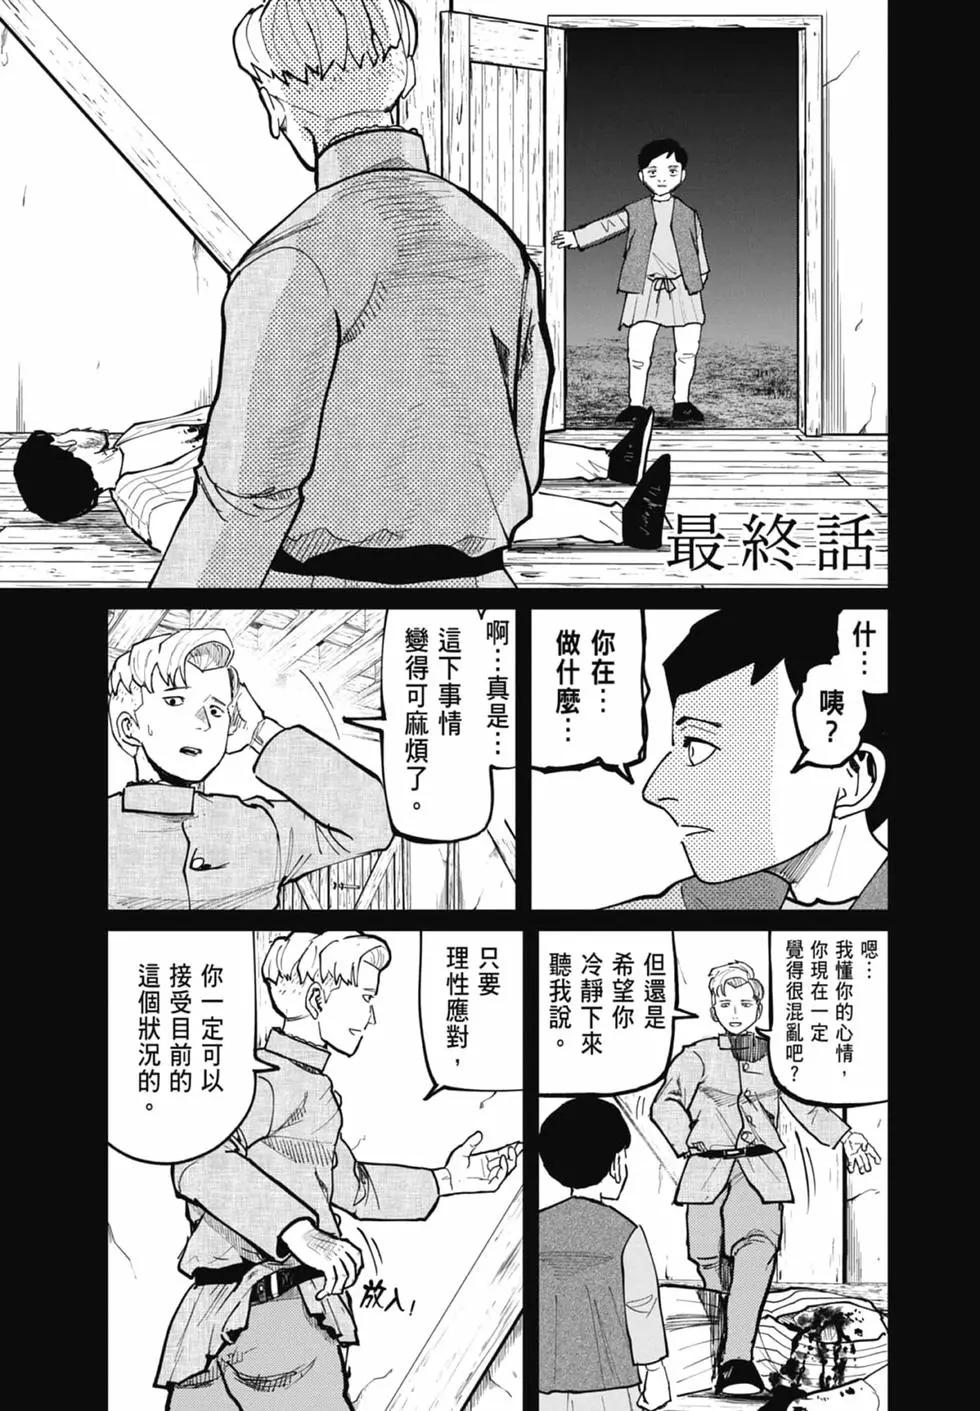 最終話
什…
咦?
你在…
做什麼…
啊…真是…
這下事情
變得可麻煩了。
嗯…
我懂你的心情,
你現在一定
覺得很混亂吧?
但還是
希望你
冷靜下來
聽我說。
只要
理性應對,
你一定可以
接受目前的
這個狀況的。
放入!